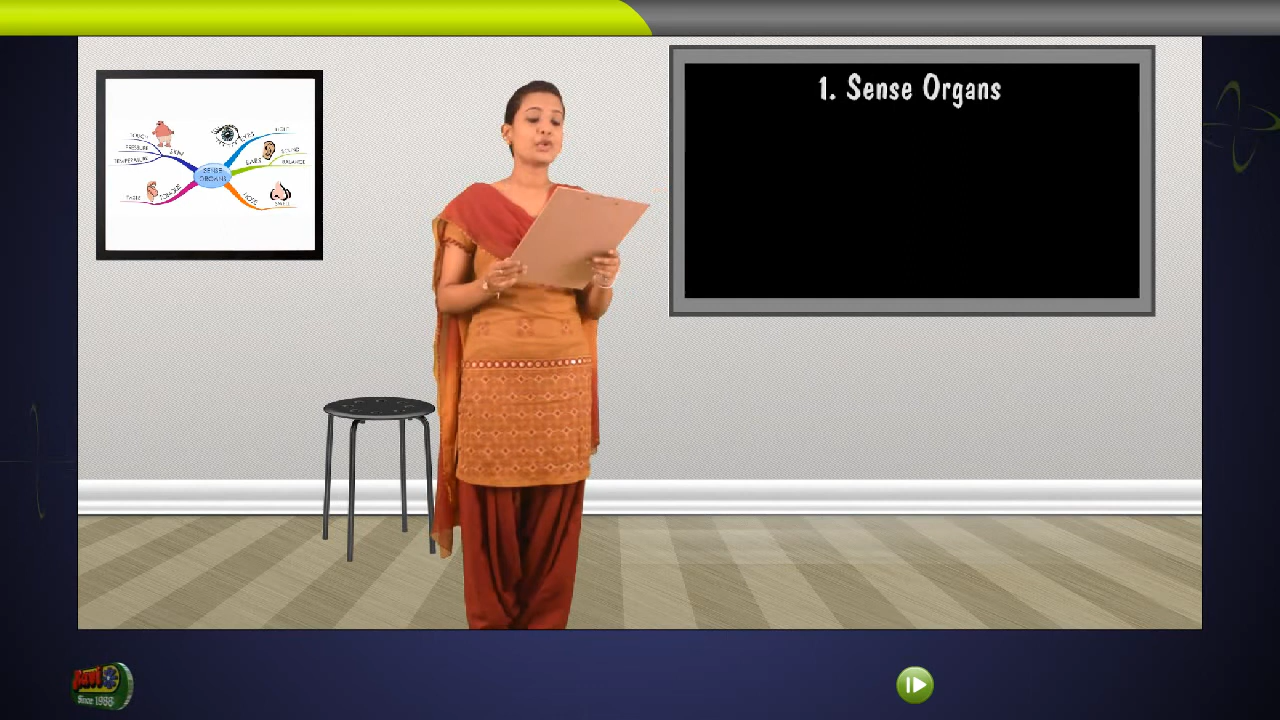 1. Sense Organs
TOUCH
PRESSURE
TEMPERATURE
SKIN
EYES
LIGHT
EARS
SOUND
BALANCE
SENSE
ORGANS
TASTE
TONGUE
NOSE
SMELL
Since 1988